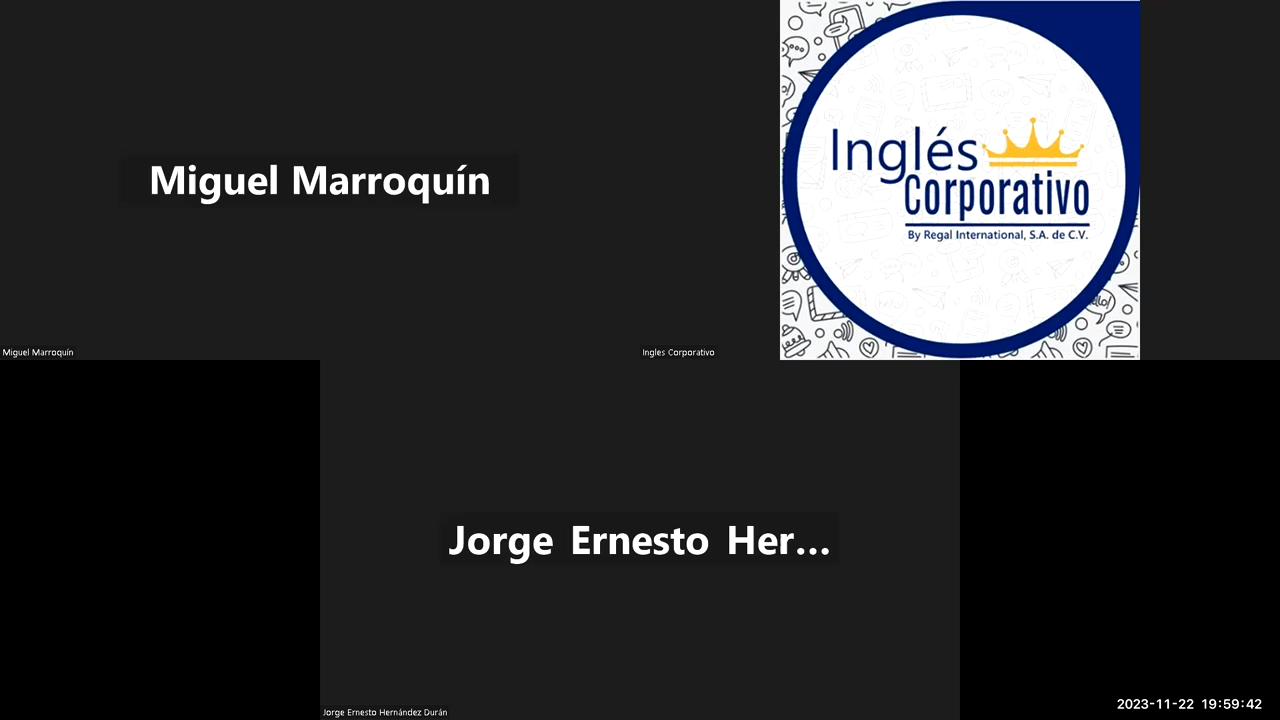 Miguel Marroquín
Inglés
Corporativo
By Regal International, S.A. de C.V.
Miguel Marroquín
Ingles Corporativo
Jorge Ernesto Her...
Jorge Ernesto Hernández Durán
2023-11-22 19:59:42